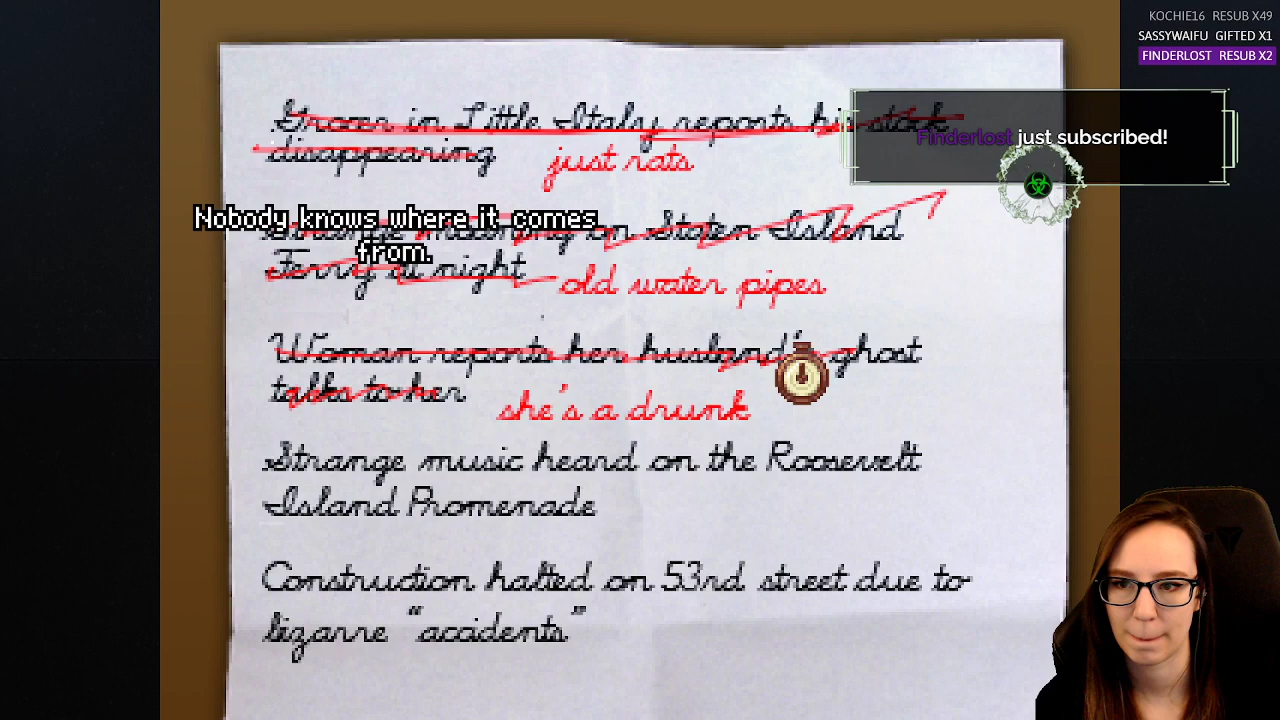 KOCHIE16 RESUB X49
SASSYWAIFU GIFTED X1
FINDERLOST RESUB X2
Finderlost just subscribed!
Grocer in Little Italy reports his stock
disappearing just rats
Nobody knows where it comes
from.
Strange moaning on Staten Island
Ferry at night old water pipes
Woman reports her husband's ghost
talks to her she's a drunk
Strange music heard on the Roosevelt
Island Promenade
Construction halted on 53rd street due to
bizarre "accidents"